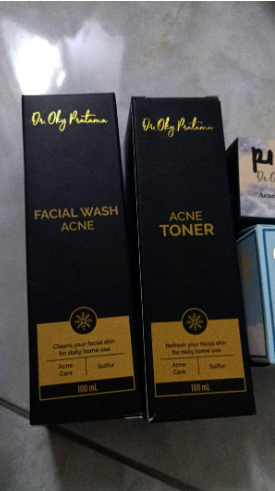 Dr. Oky Pratama
FACIAL WASH
ACNE
Cleans your facial skin
for daily home use
Acne
Care
Sulfur
100 mL
Dr. Oky Pratama
ACNE
TONER
Refresh your facial skin
for daily home use
Acne
Care
Sulfur
100 mL
Acne